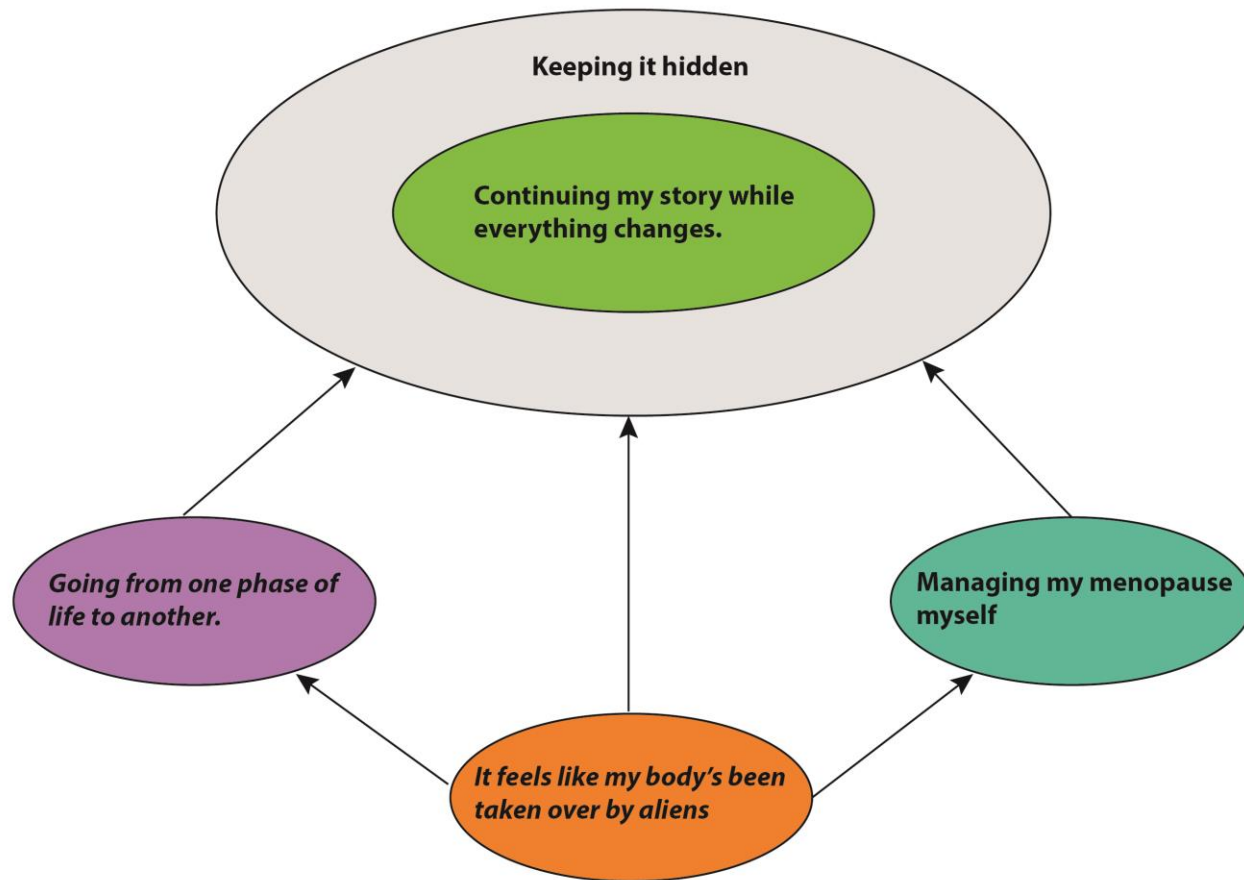 Keeping it hidden
Continuing my story while
everything changes.
Going from one phase of
life to another.
Managing my menopause
myself
It feels like my body’s been
taken over by aliens